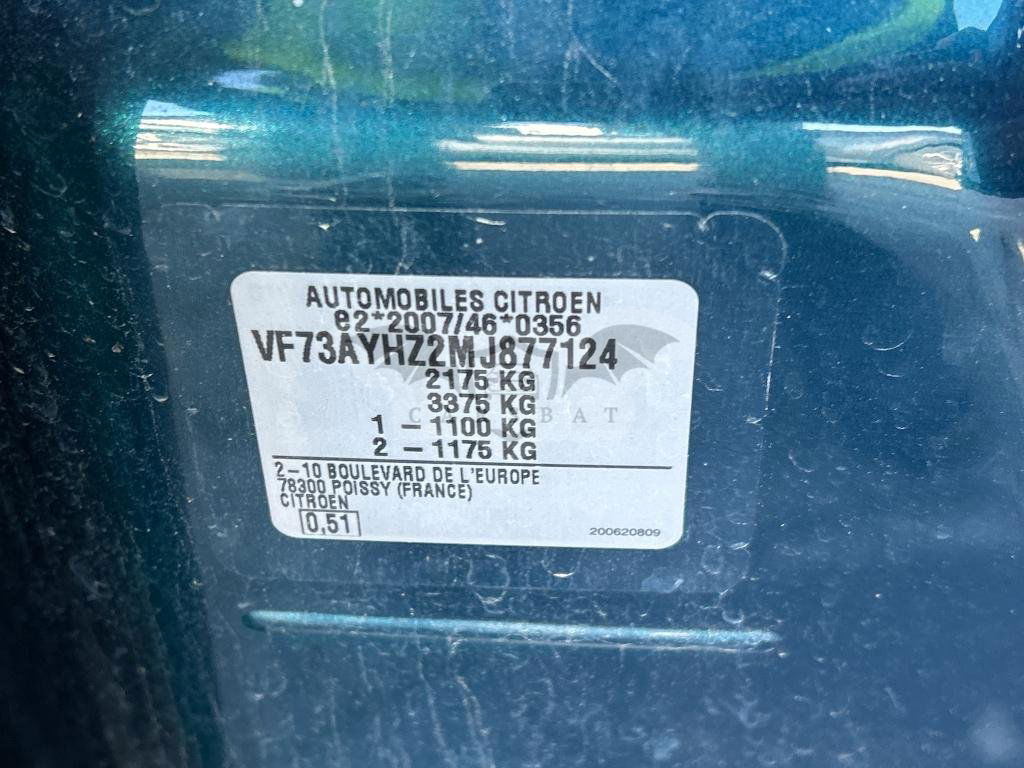 AUTOMOBILES CITROEN
e2*2007/46*0356
VF73AYHZ2MJ877124
2175 KG
3375 KG
1 - 1100 KG
2 - 1175 KG
2-10 BOULEVARD DE L'EUROPE
78300 POISSY (FRANCE)
CITROEN
0,51
200620809